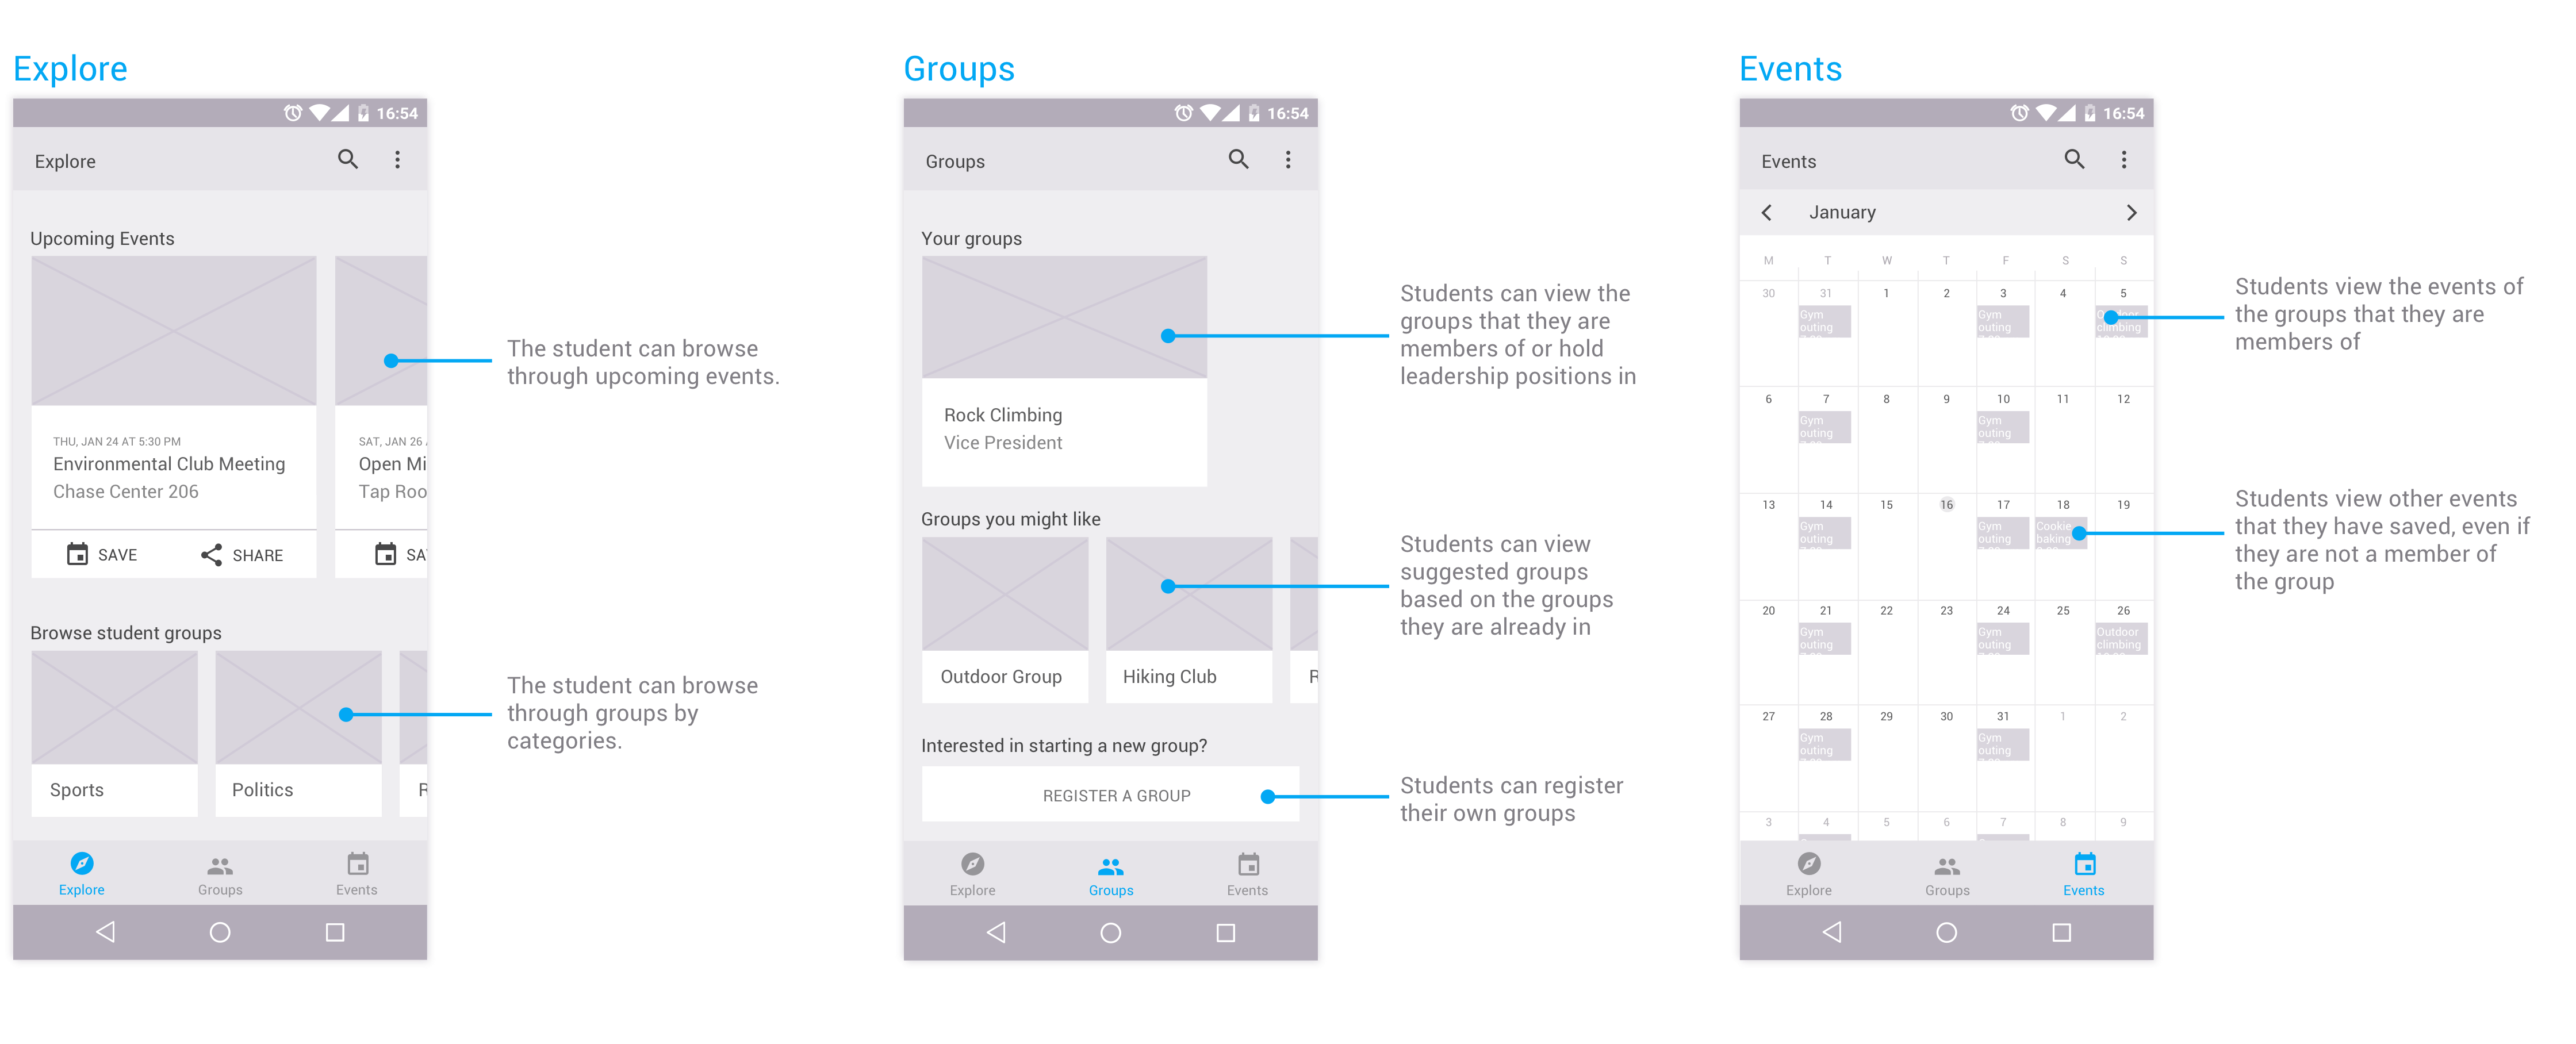 Explore
16:54
Explore
Upcoming Events
THU, JAN 24 AT 5:30 PM
Environmental Club Meeting
Chase Center 206
SAVE
SHARE
SAT, JAN 26
Open Mi
Tap Roo
SA
The student can browse
through upcoming events.
Browse student groups
Sports
Politics
R
The student can browse
through groups by
categories.
Explore
Groups
Events
Groups
16:54
Groups
Your groups
Rock Climbing
Vice President
Students can view the
groups that they are
members of or hold
leadership positions in
Groups you might like
Outdoor Group
Hiking Club
R
Students can view
suggested groups
based on the groups
they are already in
Interested in starting a new group?
REGISTER A GROUP
Students can register
their own groups
Explore
Groups
Events
Events
16:54
Events
January
M T W T F S S
30 31 1 2 3 4 5
Gym
outing
Gym
outing
Outdoor
climbing
6 7 8 9 10 11 12
Gym
outing
Gym
outing
13 14 15 16 17 18 19
Gym
outing
Gym
outing
Cookie
baking
20 21 22 23 24 25 26
Gym
outing
Gym
outing
Outdoor
climbing
27 28 29 30 31 1 2
Gym
outing
Gym
outing
3 4 5 6 7 8 9
Students view the events of
the groups that they are
members of
Students view other events
that they have saved, even if
they are not a member of
the group
Explore
Groups
Events